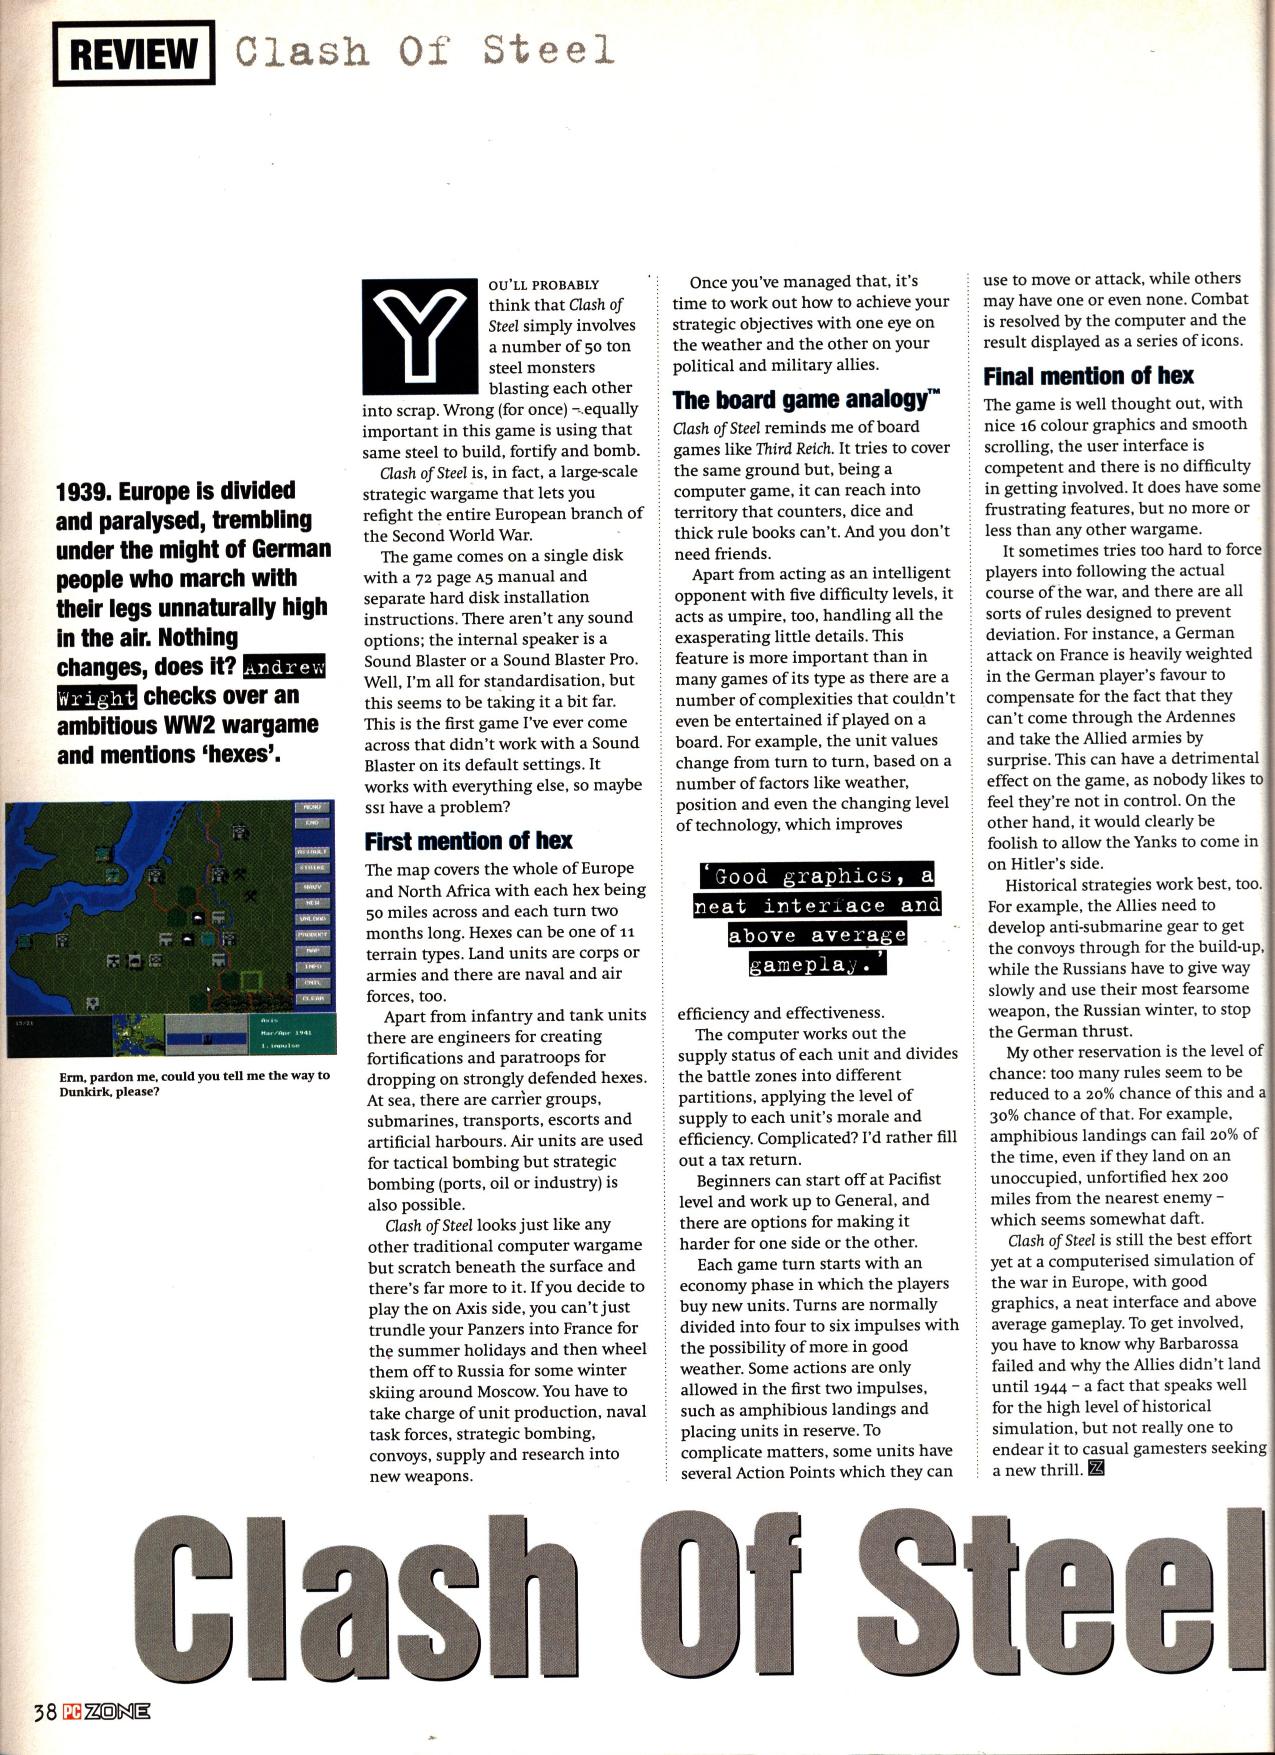 REVIEW Clash Of Steel
1939. Europe is divided
and paralysed, trembling
under the might of German
people who march with
their legs unnaturally high
in the air. Nothing
changes, does it? Andrew
Wright checks over an
ambitious WW2 wargame
and mentions ‘hexes’.
MENU
END
ASSAULT
STRIKE
NAVY
NEW
UNLOAD
PRODUCT
MAP
INFO
CNTL
CLEAR
15/21
Axis
Mar/Apr 1941
1. impulse
Erm, pardon me, could you tell me the way to
Dunkirk, please?
YOU'LL PROBABLY
think that Clash of
Steel simply involves
a number of 50 ton
steel monsters
blasting each other
into scrap. Wrong (for once) – equally
important in this game is using that
same steel to build, fortify and bomb.
Clash of Steel is, in fact, a large-scale
strategic wargame that lets you
refight the entire European branch of
the Second World War.
The game comes on a single disk
with a 72 page A5 manual and
separate hard disk installation
instructions. There aren't any sound
options; the internal speaker is a
Sound Blaster or a Sound Blaster Pro.
Well, I'm all for standardisation, but
this seems to be taking it a bit far.
This is the first game I've ever come
across that didn't work with a Sound
Blaster on its default settings. It
works with everything else, so maybe
SSI have a problem?
First mention of hex
The map covers the whole of Europe
and North Africa with each hex being
50 miles across and each turn two
months long. Hexes can be one of 11
terrain types. Land units are corps or
armies and there are naval and air
forces, too.
Apart from infantry and tank units
there are engineers for creating
fortifications and paratroops for
dropping on strongly defended hexes.
At sea, there are carrier groups,
submarines, transports, escorts and
artificial harbours. Air units are used
for tactical bombing but strategic
bombing (ports, oil or industry) is
also possible.
Clash of Steel looks just like any
other traditional computer wargame
but scratch beneath the surface and
there's far more to it. If you decide to
play the on Axis side, you can't just
trundle your Panzers into France for
the summer holidays and then wheel
them off to Russia for some winter
skiing around Moscow. You have to
take charge of unit production, naval
task forces, strategic bombing,
convoys, supply and research into
new weapons.
Once you've managed that, it's
time to work out how to achieve your
strategic objectives with one eye on
the weather and the other on your
political and military allies.
The board game analogy™
Clash of Steel reminds me of board
games like Third Reich. It tries to cover
the same ground but, being a
computer game, it can reach into
territory that counters, dice and
thick rule books can't. And you don't
need friends.
Apart from acting as an intelligent
opponent with five difficulty levels, it
acts as umpire, too, handling all the
exasperating little details. This
feature is more important than in
many games of its type as there are a
number of complexities that couldn't
even be entertained if played on a
board. For example, the unit values
change from turn to turn, based on a
number of factors like weather,
position and even the changing level
of technology, which improves
‘Good graphics, a
neat interface and
above average
gameplay.’
efficiency and effectiveness.
The computer works out the
supply status of each unit and divides
the battle zones into different
partitions, applying the level of
supply to each unit's morale and
efficiency. Complicated? I'd rather fill
out a tax return.
Beginners can start off at Pacifist
level and work up to General, and
there are options for making it
harder for one side or the other.
Each game turn starts with an
economy phase in which the players
buy new units. Turns are normally
divided into four to six impulses with
the possibility of more in good
weather. Some actions are only
allowed in the first two impulses,
such as amphibious landings and
placing units in reserve. To
complicate matters, some units have
several Action Points which they can
use to move or attack, while others
may have one or even none. Combat
is resolved by the computer and the
result displayed as a series of icons.
Final mention of hex
The game is well thought out, with
nice 16 colour graphics and smooth
scrolling, the user interface is
competent and there is no difficulty
in getting involved. It does have some
frustrating features, but no more or
less than any other wargame.
It sometimes tries too hard to force
players into following the actual
course of the war, and there are all
sorts of rules designed to prevent
deviation. For instance, a German
attack on France is heavily weighted
in the German player's favour to
compensate for the fact that they
can't come through the Ardennes
and take the Allied armies by
surprise. This can have a detrimental
effect on the game, as nobody likes to
feel they're not in control. On the
other hand, it would clearly be
foolish to allow the Yanks to come in
on Hitler's side.
Historical strategies work best, too.
For example, the Allies need to
develop anti-submarine gear to get
the convoys through for the build-up,
while the Russians have to give way
slowly and use their most fearsome
weapon, the Russian winter, to stop
the German thrust.
My other reservation is the level of
chance: too many rules seem to be
reduced to a 20% chance of this and a
30% chance of that. For example,
amphibious landings can fail 20% of
the time, even if they land on an
unoccupied, unfortified hex 200
miles from the nearest enemy –
which seems somewhat daft.
Clash of Steel is still the best effort
yet at a computerised simulation of
the war in Europe, with good
graphics, a neat interface and above
average gameplay. To get involved,
you have to know why Barbarossa
failed and why the Allies didn't land
until 1944 – a fact that speaks well
for the high level of historical
simulation, but not really one to
endear it to casual gamesters seeking
a new thrill. Z
Clash Of Steel
38 PC ZONE